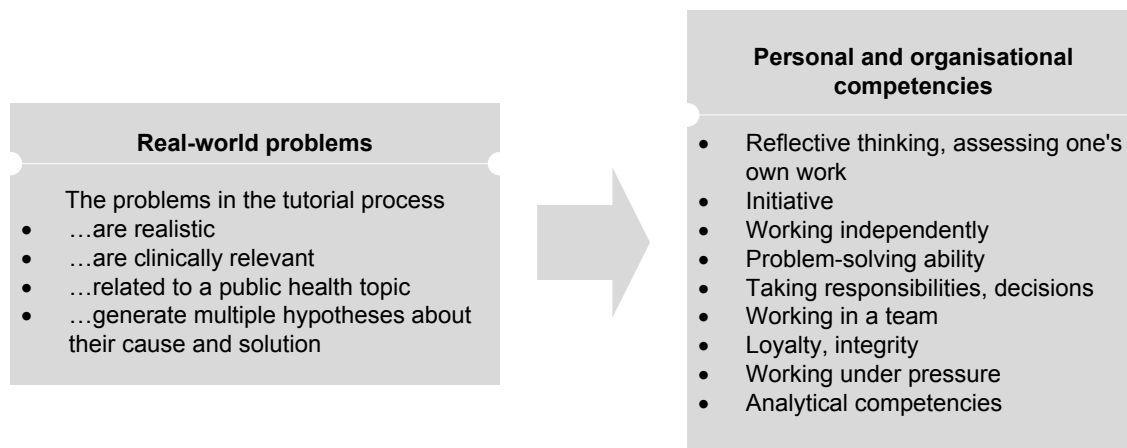 Real-world problems
The problems in the tutorial process
• …are realistic
• …are clinically relevant
• …related to a public health topic
• …generate multiple hypotheses about
their cause and solution
Personal and organisational
competencies
• Reflective thinking, assessing one's
own work
• Initiative
• Working independently
• Problem-solving ability
• Taking responsibilities, decisions
• Working in a team
• Loyalty, integrity
• Working under pressure
• Analytical competencies